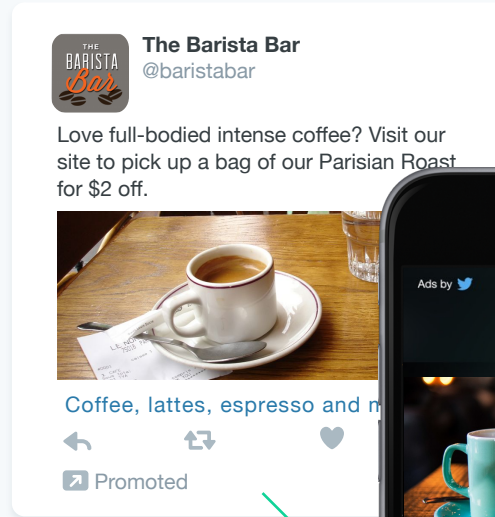 THE
BARISTA
Bar
The Barista Bar
@baristabar
Love full-bodied intense coffee? Visit our
site to pick up a bag of our Parisian Roast
for $2 off.
Coffee, lattes, espresso and
Promoted
Ads by